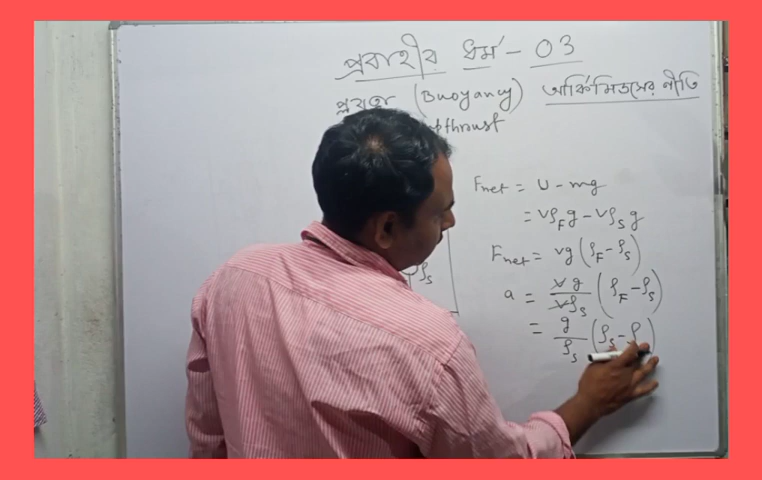 প্রবাহীর ধর্ম - 03
প্লবতা (Buoyancy) আর্কিমিডিসের নীতি
upthrust
ρs
Fnet = U - mg
= Vρ_F g - Vρ_s g
Fnet = Vg (ρ_F - ρ_s)
a = Vg / Vρ_s (ρ_F - ρ_s)
= g / ρ_s (ρ_s - ρ